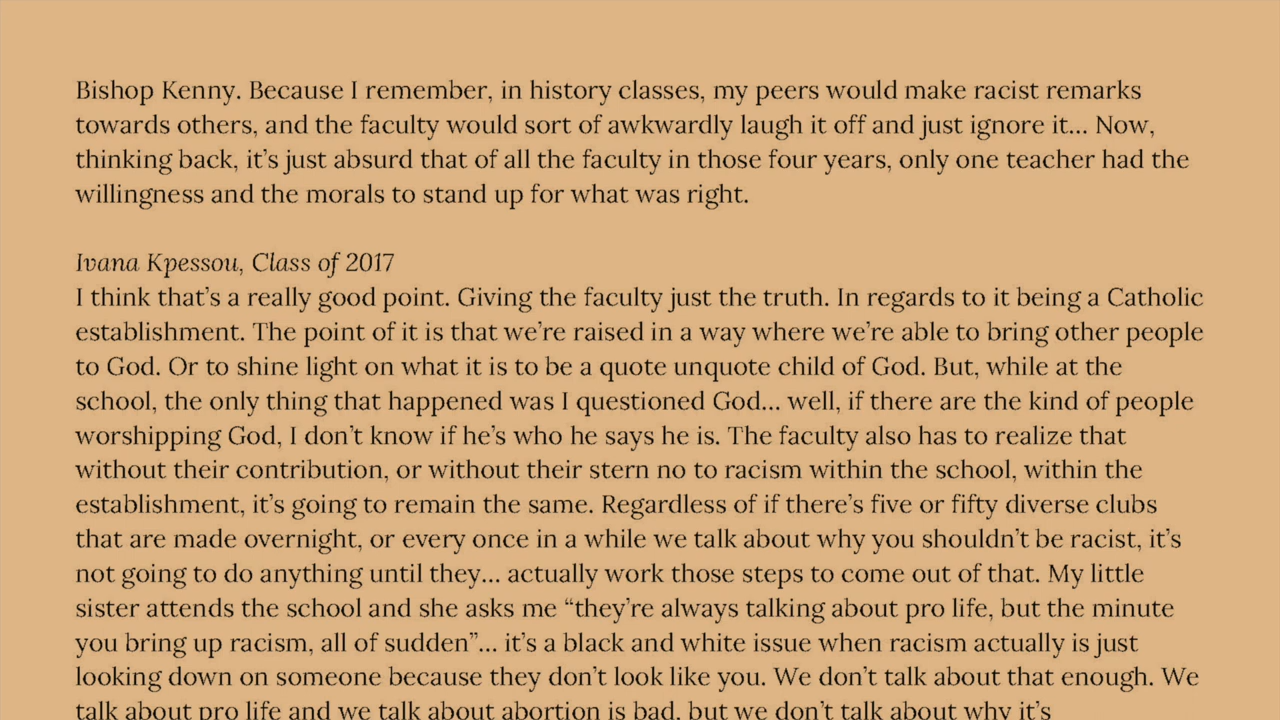 Bishop Kenny. Because I remember, in history classes, my peers would make racist remarks
towards others, and the faculty would sort of awkwardly laugh it off and just ignore it... Now,
thinking back, it’s just absurd that of all the faculty in those four years, only one teacher had the
willingness and the morals to stand up for what was right.
Ivana Kpessou, Class of 2017
I think that’s a really good point. Giving the faculty just the truth. In regards to it being a Catholic
establishment. The point of it is that we’re raised in a way where we’re able to bring other people
to God. Or to shine light on what it is to be a quote unquote child of God. But, while at the
school, the only thing that happened was I questioned God... well, if there are the kind of people
worshipping God, I don’t know if he’s who he says he is. The faculty also has to realize that
without their contribution, or without their stern no to racism within the school, within the
establishment, it’s going to remain the same. Regardless of if there’s five or fifty diverse clubs
that are made overnight, or every once in a while we talk about why you shouldn’t be racist, it’s
not going to do anything until they... actually work those steps to come out of that. My little
sister attends the school and she asks me “they’re always talking about pro life, but the minute
you bring up racism, all of sudden”... it’s a black and white issue when racism actually is just
looking down on someone because they don’t look like you. We don’t talk about that enough. We
talk about pro life and we talk about abortion is bad, but we don’t talk about why it’s